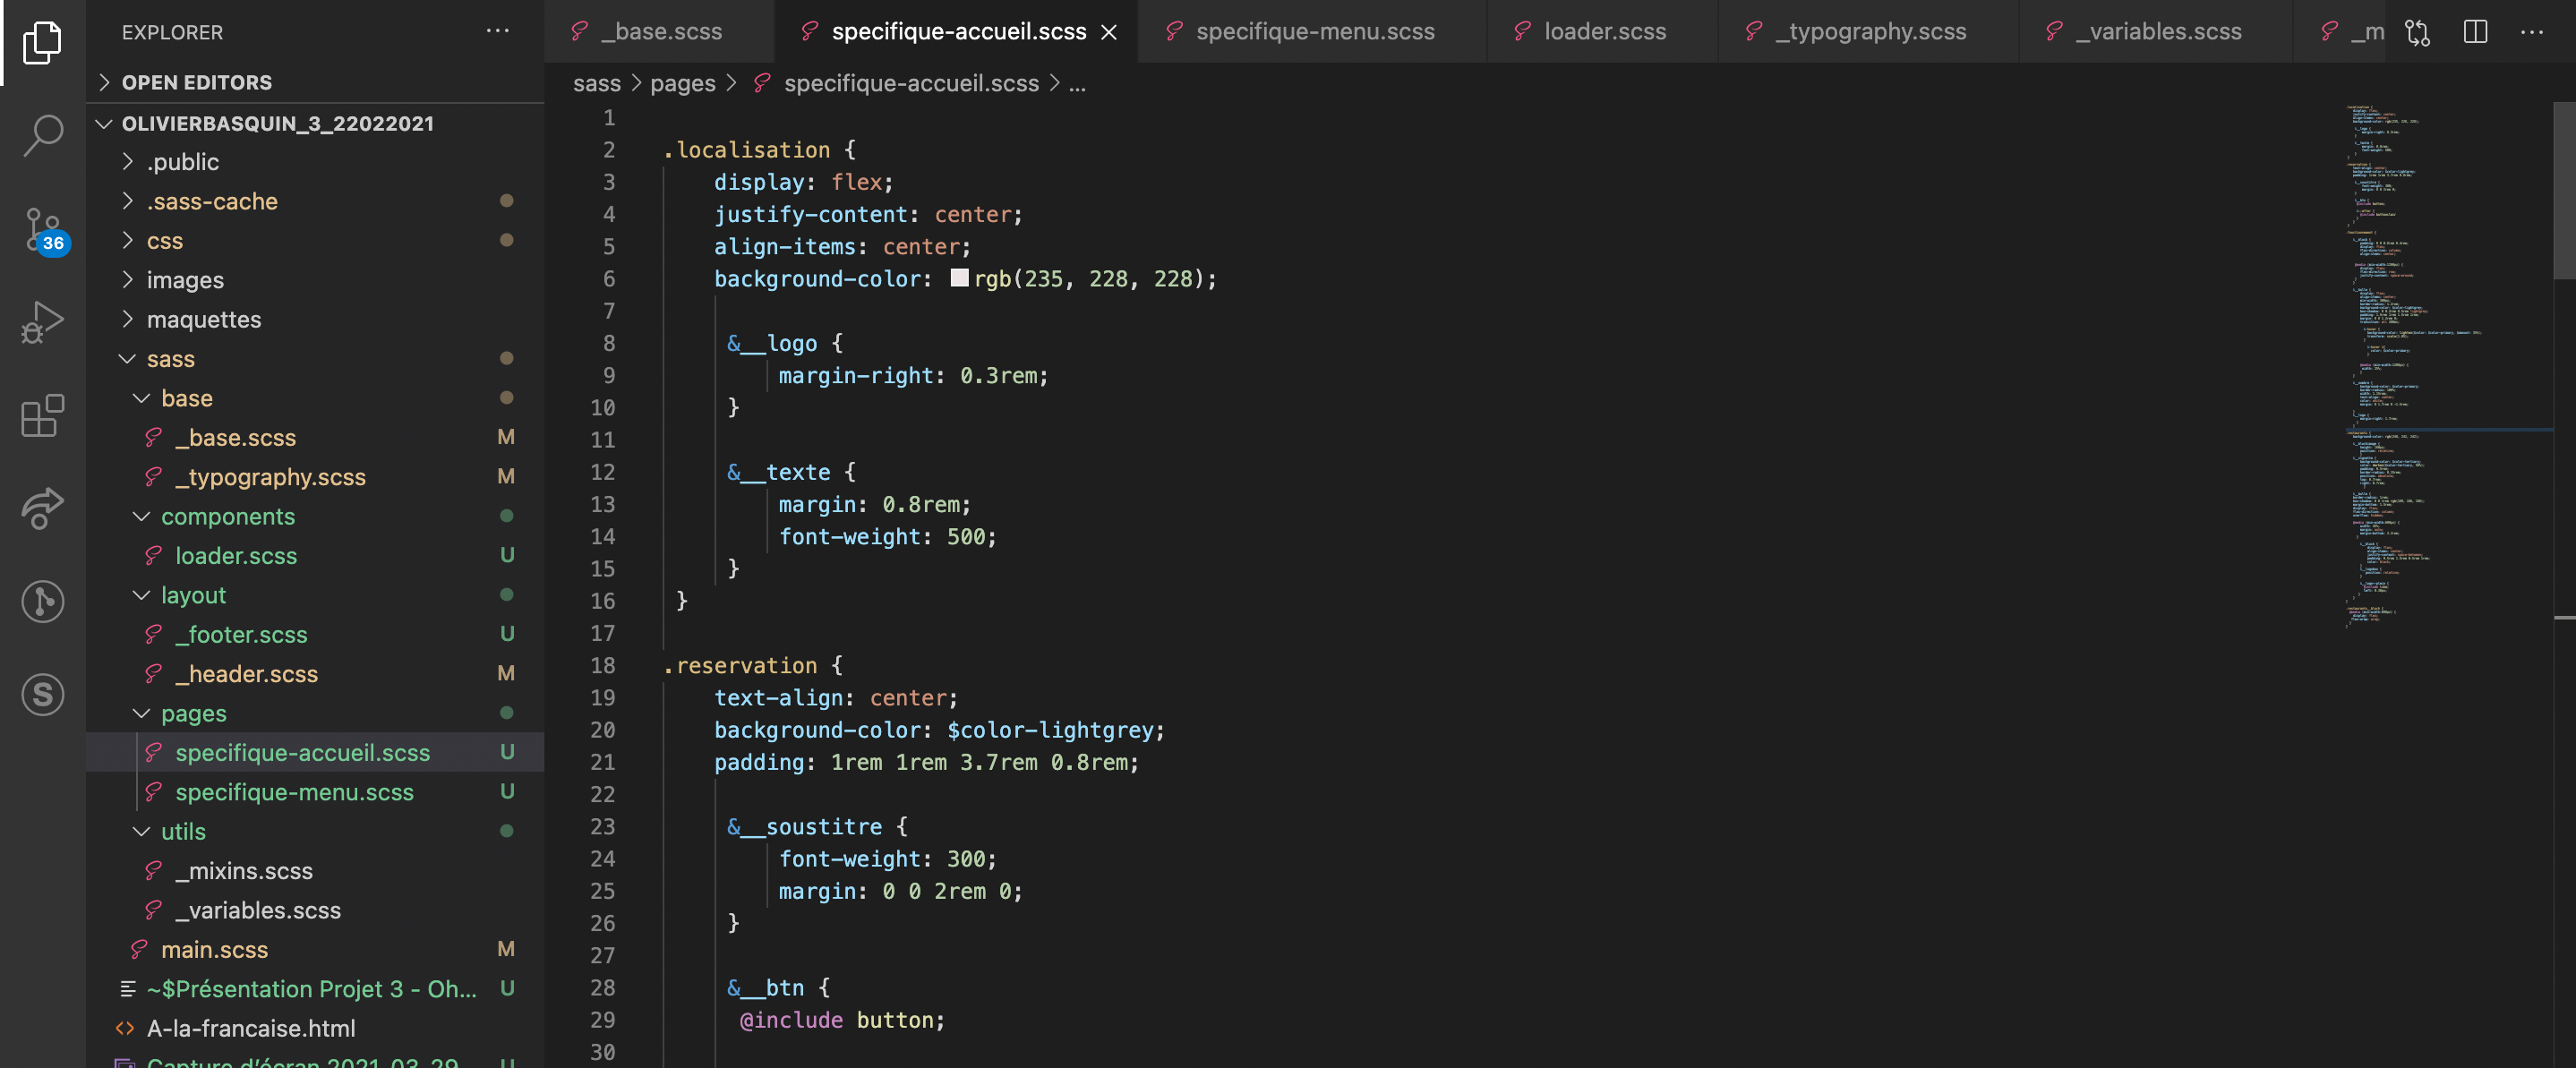 EXPLORER
OPEN EDITORS
OLIVIERBASQUIN_3_22022021
.public
.sass-cache
css
images
maquettes
sass
base
_base.scss M
_typography.scss M
components
loader.scss U
layout
_footer.scss U
_header.scss M
pages
specifique-accueil.scss U
specifique-menu.scss U
utils
_mixins.scss
_variables.scss
main.scss M
~$Présentation Projet 3 - Oh... U
A-la-francaise.html
Capture d'écran 2021-03-29 U
36
_base.scss specifique-accueil.scss specifique-menu.scss loader.scss _typography.scss _variables.scss _m
sass > pages > specifique-accueil.scss > ...
1
2 .localisation {
3 display: flex;
4 justify-content: center;
5 align-items: center;
6 background-color: rgb(235, 228, 228);
7
8 &__logo {
9 margin-right: 0.3rem;
10 }
11
12 &__texte {
13 margin: 0.8rem;
14 font-weight: 500;
15 }
16 }
17
18 .reservation {
19 text-align: center;
20 background-color: $color-lightgrey;
21 padding: 1rem 1rem 3.7rem 0.8rem;
22
23 &__soustitre {
24 font-weight: 300;
25 margin: 0 0 2rem 0;
26 }
27
28 &__btn {
29 @include button;
30